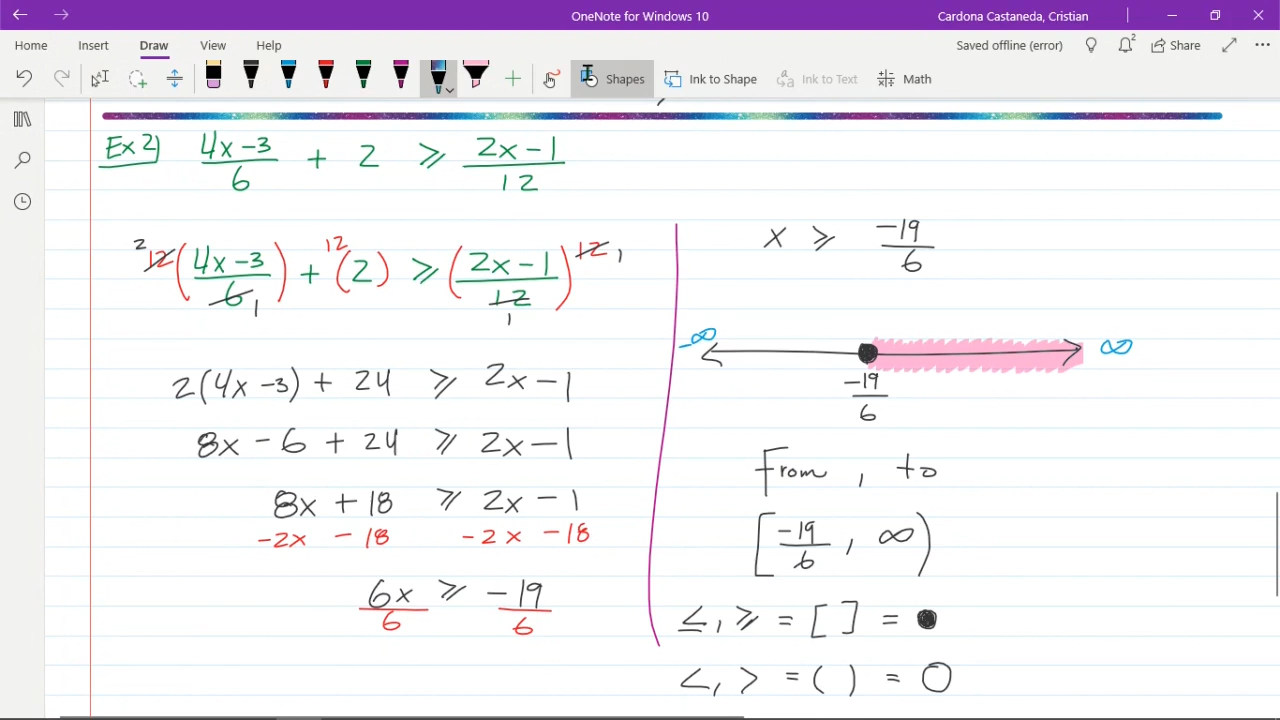 OneNote for Windows 10
Cardona Castaneda, Cristian
Home Insert Draw View Help
Saved offline (error)
Share
Shapes
Ink to Shape
Ink to Text
Math
Ex 2) (4x-3)/6 + 2 ≥ (2x-1)/12
2 12((4x-3)/6) 1 + 12(2) ≥ ((2x-1)/12) 12 1
1
2(4x-3) + 24 ≥ 2x-1
8x - 6 + 24 ≥ 2x-1
8x + 18 ≥ 2x - 1
-2x - 18 -2x -18
6x ≥ -19
6 6
x ≥ -19/6
-∞ ∞
-19/6
From , to
[-19/6, ∞)
≤, ≥ = [ ] = ●
<, > = ( ) = ○